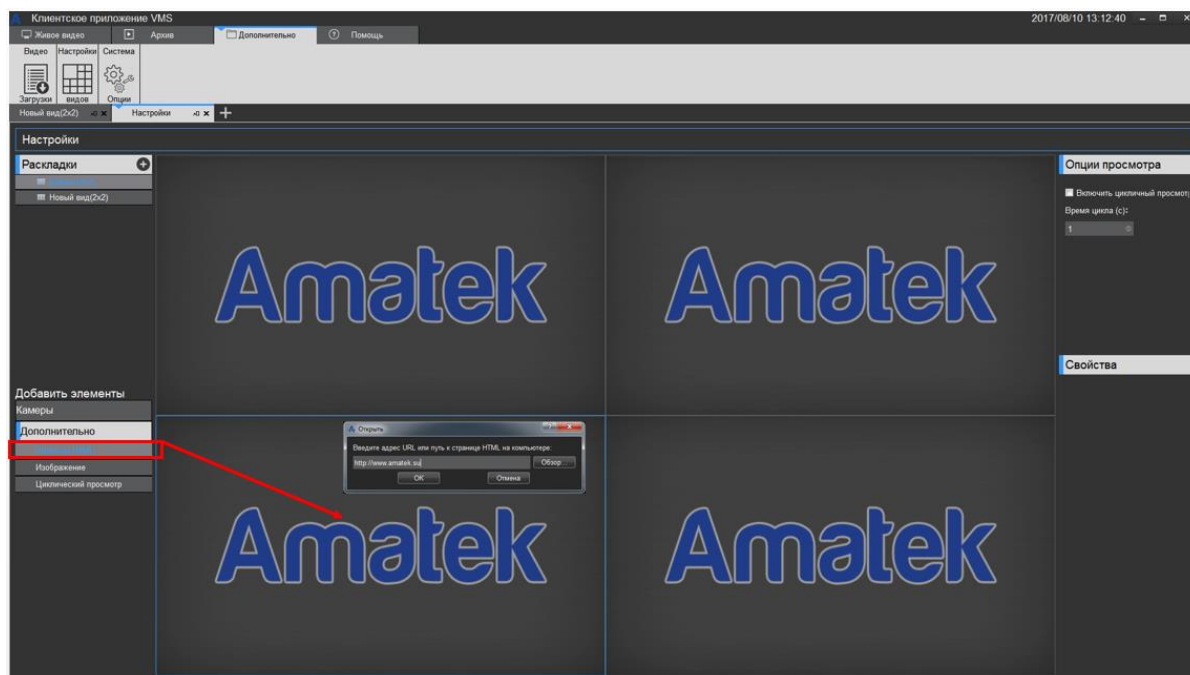 Клиентское приложение VMS
2017/08/10 13:12:40
Живое видео
Архив
Дополнительно
Помощь
Видео
Настройки
Система
Загрузки
видов
Опции
Новый вид(2x2)
Настройки
Настройки
Раскладки
Новый вид(2x2)
Опции просмотра
Включить цикличный просмот
Время цикла (с):
1
Amatek
Amatek
Свойства
Добавить элементы
Камеры
Дополнительно
Изображение
Циклический просмотр
Открыть
Введите адрес URL или путь к странице HTML на компьютере:
http://www.amatek.su
Обзор...
OK
Отмена
Amatek
Amatek